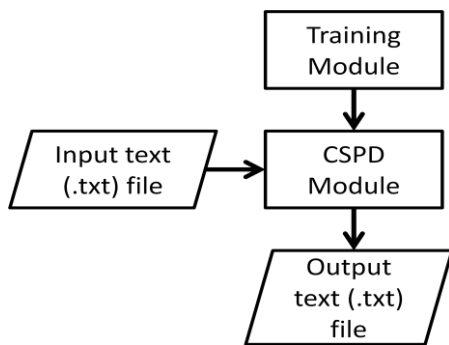 Training
Module
Input text
(.txt) file
CSPD
Module
Output
text (.txt)
file